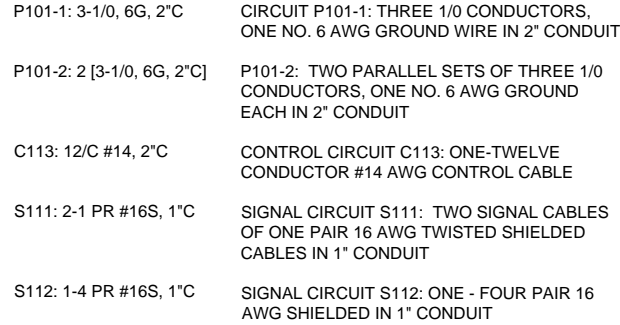 P101-1: 3-1/0, 6G, 2"C CIRCUIT P101-1: THREE 1/0 CONDUCTORS,
ONE NO. 6 AWG GROUND WIRE IN 2" CONDUIT
P101-2: 2 [3-1/0, 6G, 2"C] P101-2: TWO PARALLEL SETS OF THREE 1/0
CONDUCTORS, ONE NO. 6 AWG GROUND
EACH IN 2" CONDUIT
C113: 12/C #14, 2"C CONTROL CIRCUIT C113: ONE-TWELVE
CONDUCTOR #14 AWG CONTROL CABLE
S111: 2-1 PR #16S, 1"C SIGNAL CIRCUIT S111: TWO SIGNAL CABLES
OF ONE PAIR 16 AWG TWISTED SHIELDED
CABLES IN 1" CONDUIT
S112: 1-4 PR #16S, 1"C SIGNAL CIRCUIT S112: ONE - FOUR PAIR 16
AWG SHIELDED IN 1" CONDUIT